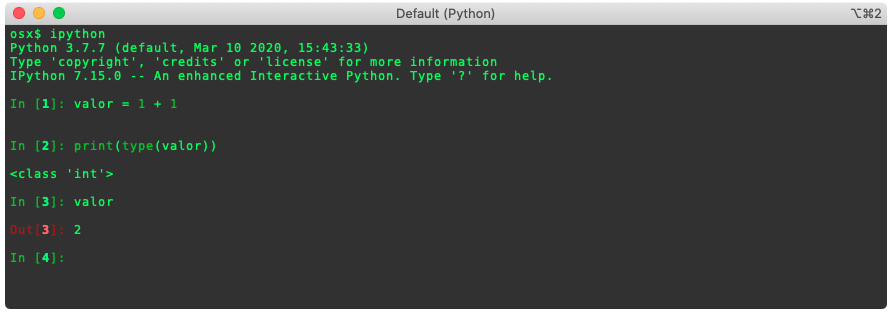 Default (Python)
⌥⌘2
osx$ ipython
Python 3.7.7 (default, Mar 10 2020, 15:43:33)
Type 'copyright', 'credits' or 'license' for more information
IPython 7.15.0 -- An enhanced Interactive Python. Type '?' for help.
In [1]: valor = 1 + 1
In [2]: print(type(valor))
<class 'int'>
In [3]: valor
Out[3]: 2
In [4]: